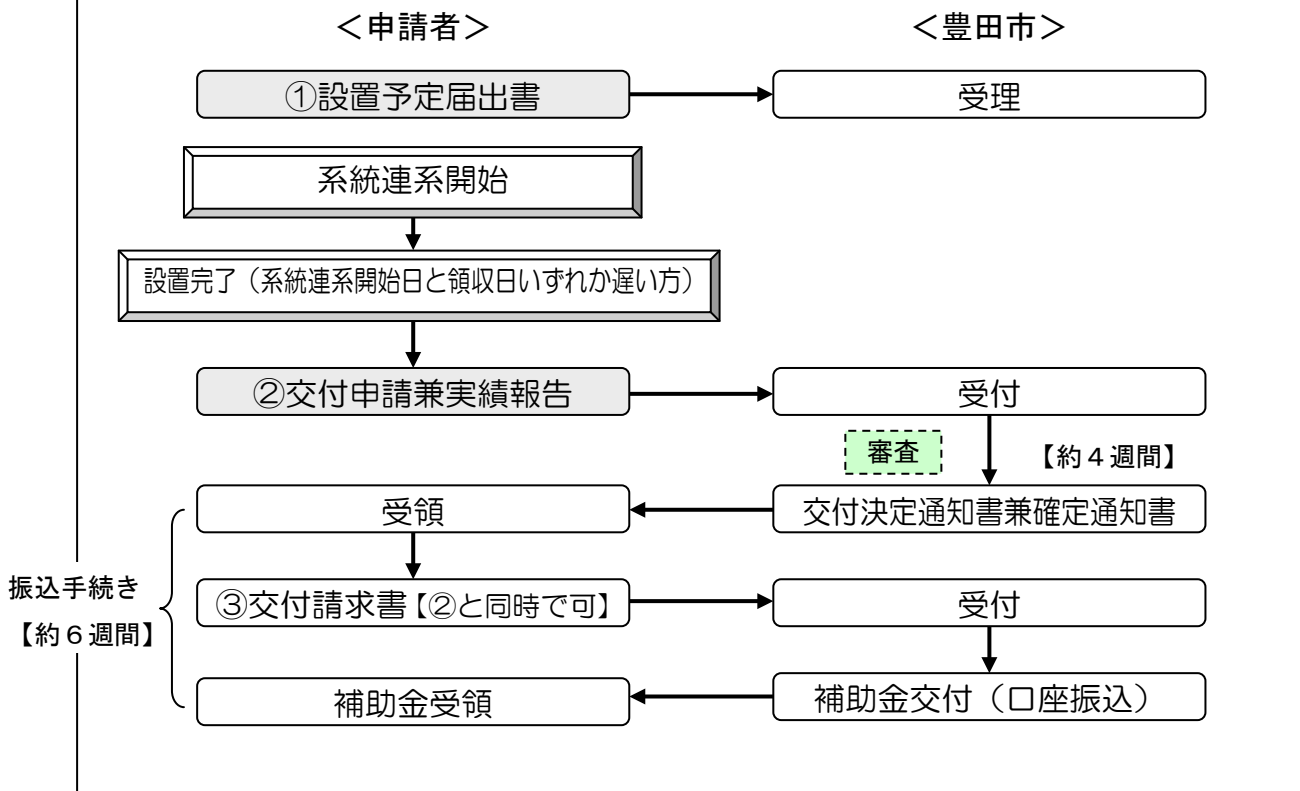 ＜申請者＞
＜豊田市＞
①設置予定届出書
受理
系統連系開始
設置完了（系統連系開始日と領収日いずれか遅い方）
②交付申請兼実績報告
受付
審査
【約４週間】
受領
交付決定通知書兼確定通知書
振込手続き
【約６週間】
③交付請求書【②と同時で可】
受付
補助金受領
補助金交付（口座振込）